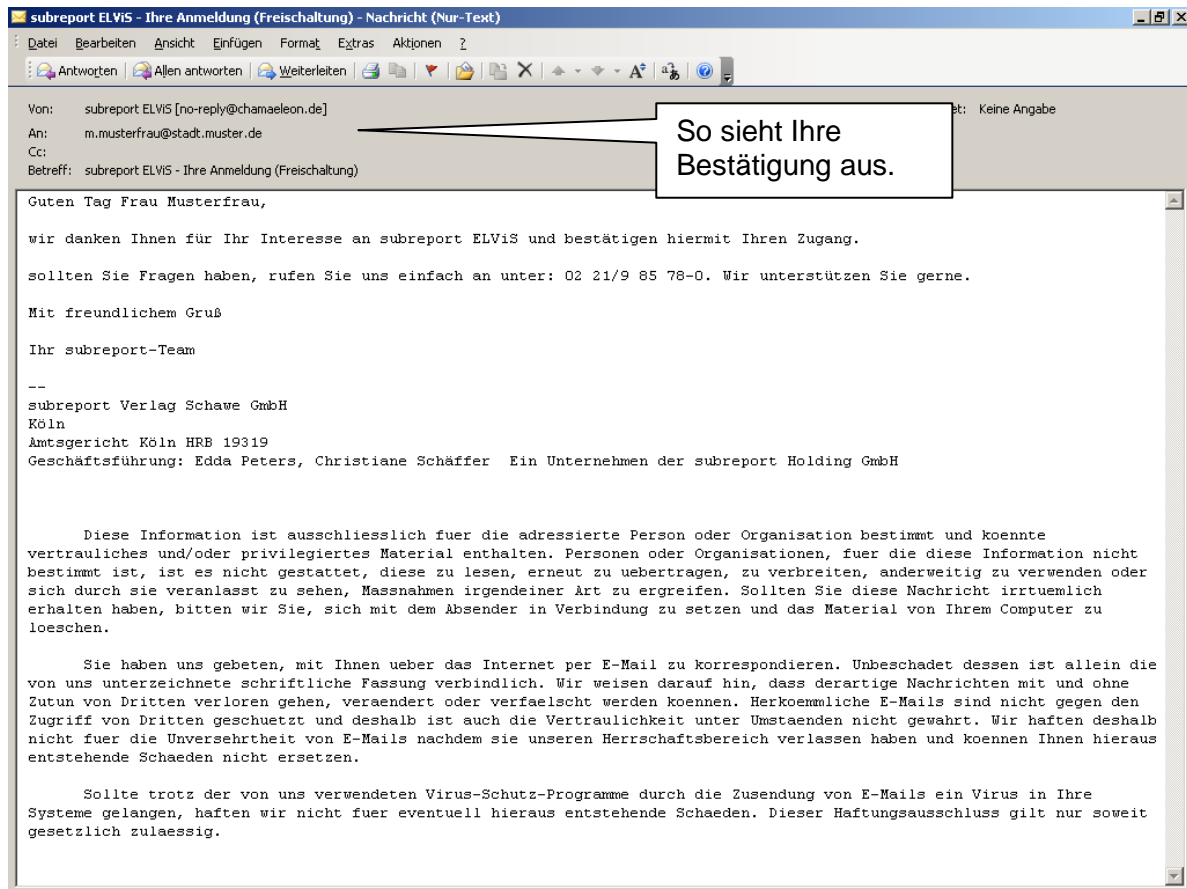 subreport ELViS - Ihre Anmeldung (Freischaltung) - Nachricht (Nur-Text)
Datei Bearbeiten Ansicht Einfügen Format Extras Aktionen ?
Antworten Allen antworten Weiterleiten
Von: subreport ELViS [no-reply@chamaeleon.de] et: Keine Angabe
An: m.musterfrau@stadt.muster.de
Cc:
Betreff: subreport ELViS - Ihre Anmeldung (Freischaltung)
So sieht Ihre
Bestätigung aus.
Guten Tag Frau Musterfrau,
wir danken Ihnen für Ihr Interesse an subreport ELViS und bestätigen hiermit Ihren Zugang.
sollten Sie Fragen haben, rufen Sie uns einfach an unter: 02 21/9 85 78-0. Wir unterstützen Sie gerne.
Mit freundlichem Gruß
Ihr subreport-Team
--
subreport Verlag Schawe GmbH
Köln
Amtsgericht Köln HRB 19319
Geschäftsführung: Edda Peters, Christiane Schäffer  Ein Unternehmen der subreport Holding GmbH
Diese Information ist ausschliesslich fuer die adressierte Person oder Organisation bestimmt und koennte
vertrauliches und/oder privilegiertes Material enthalten. Personen oder Organisationen, fuer die diese Information nicht
bestimmt ist, ist es nicht gestattet, diese zu lesen, erneut zu uebertragen, zu verbreiten, anderweitig zu verwenden oder
sich durch sie veranlasst zu sehen, Massnahmen irgendeiner Art zu ergreifen. Sollten Sie diese Nachricht irrtuemlich
erhalten haben, bitten wir Sie, sich mit dem Absender in Verbindung zu setzen und das Material von Ihrem Computer zu
loeschen.
Sie haben uns gebeten, mit Ihnen ueber das Internet per E-Mail zu korrespondieren. Unbeschadet dessen ist allein die
von uns unterzeichnete schriftliche Fassung verbindlich. Wir weisen darauf hin, dass derartige Nachrichten mit und ohne
Zutun von Dritten verloren gehen, veraendert oder verfaelscht werden koennen. Herkoemmliche E-Mails sind nicht gegen den
Zugriff von Dritten geschuetzt und deshalb ist auch die Vertraulichkeit unter Umstaenden nicht gewahrt. Wir haften deshalb
nicht fuer die Unversehrtheit von E-Mails nachdem sie unseren Herrschaftsbereich verlassen haben und koennen Ihnen hieraus
entstehende Schaeden nicht ersetzen.
Sollte trotz der von uns verwendeten Virus-Schutz-Programme durch die Zusendung von E-Mails ein Virus in Ihre
Systeme gelangen, haften wir nicht fuer eventuell hieraus entstehende Schaeden. Dieser Haftungsausschluss gilt nur soweit
gesetzlich zulaessig.